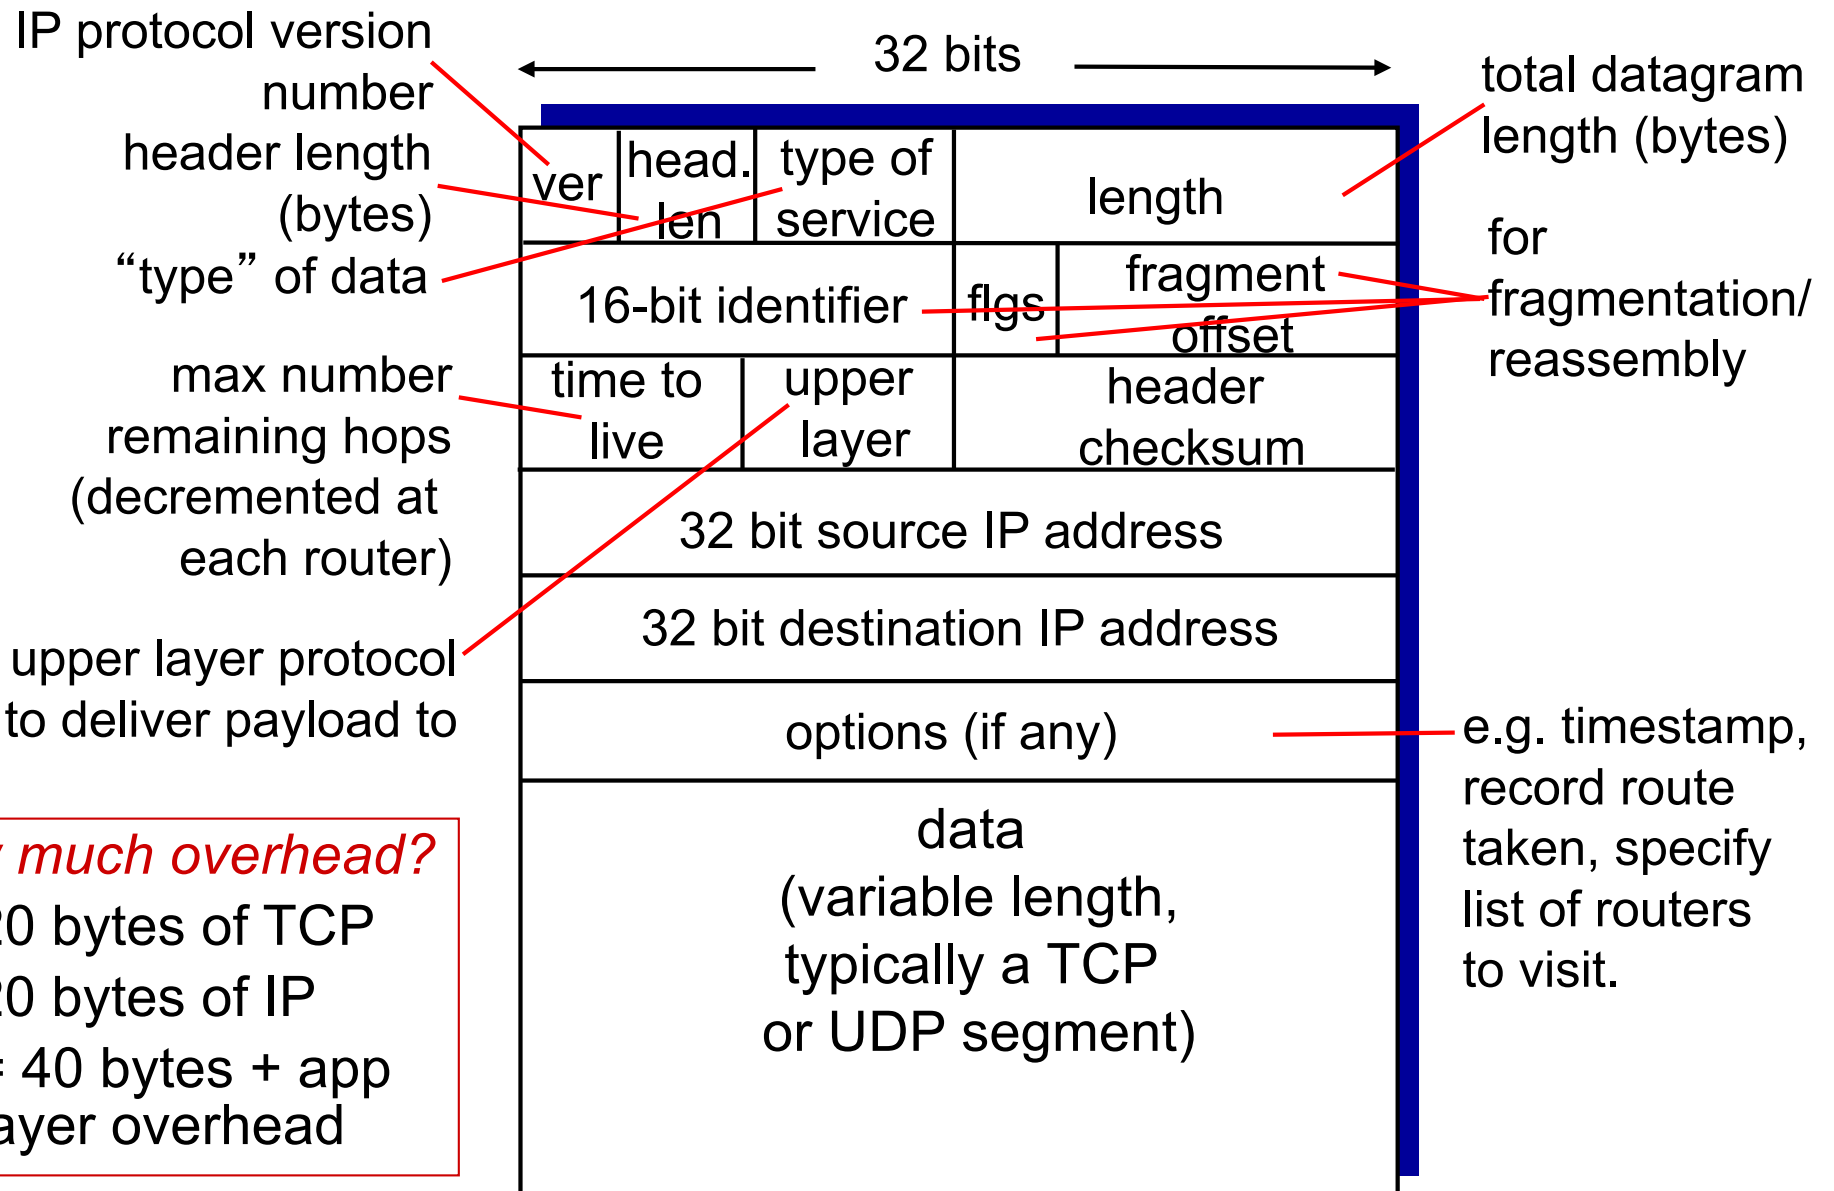 IP protocol version
number
header length
(bytes)
“type” of data
max number
remaining hops
(decremented at
each router)
upper layer protocol
to deliver payload to
much overhead?
20 bytes of TCP
20 bytes of IP
= 40 bytes + app
layer overhead
32 bits
ver
head.
len
type of
service
length
16-bit identifier
flgs
fragment
offset
time to
live
upper
layer
header
checksum
32 bit source IP address
32 bit destination IP address
options (if any)
data
(variable length,
typically a TCP
or UDP segment)
total datagram
length (bytes)
for
fragmentation/
reassembly
e.g. timestamp,
record route
taken, specify
list of routers
to visit.